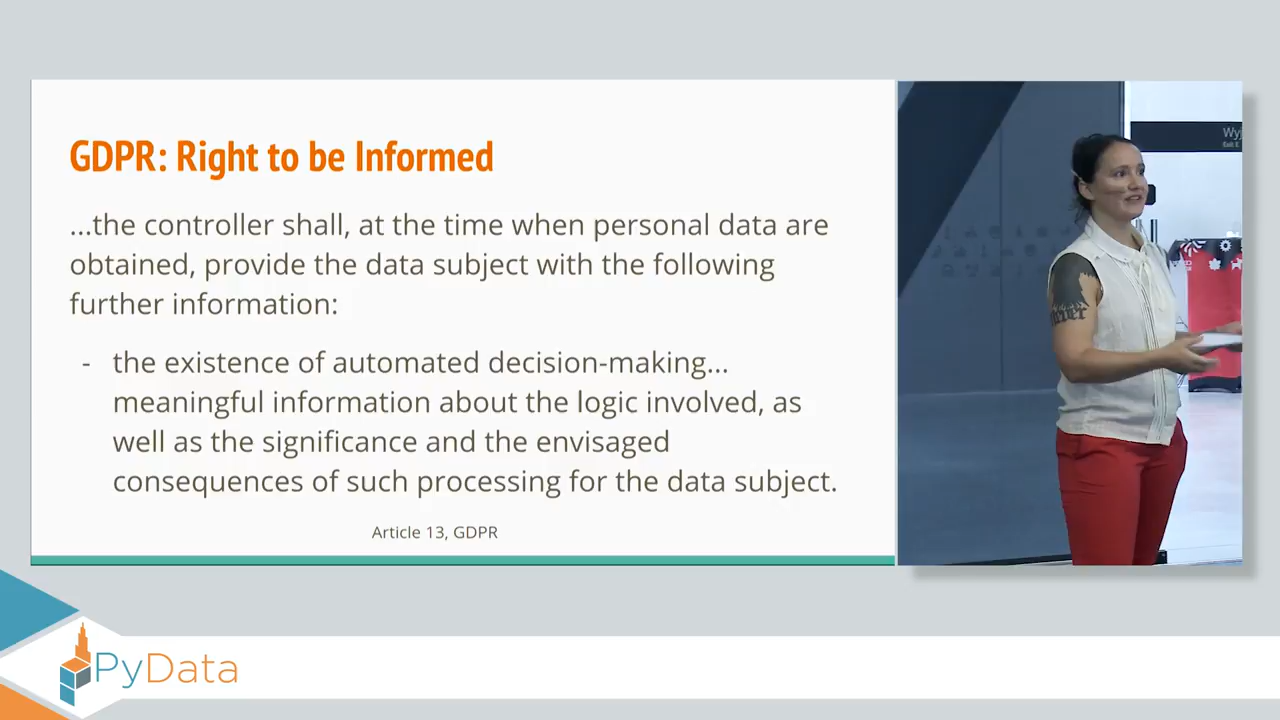 GDPR: Right to be Informed
...the controller shall, at the time when personal data are
obtained, provide the data subject with the following
further information:
- the existence of automated decision-making...
meaningful information about the logic involved, as
well as the significance and the envisaged
consequences of such processing for the data subject.
Article 13, GDPR
PyData